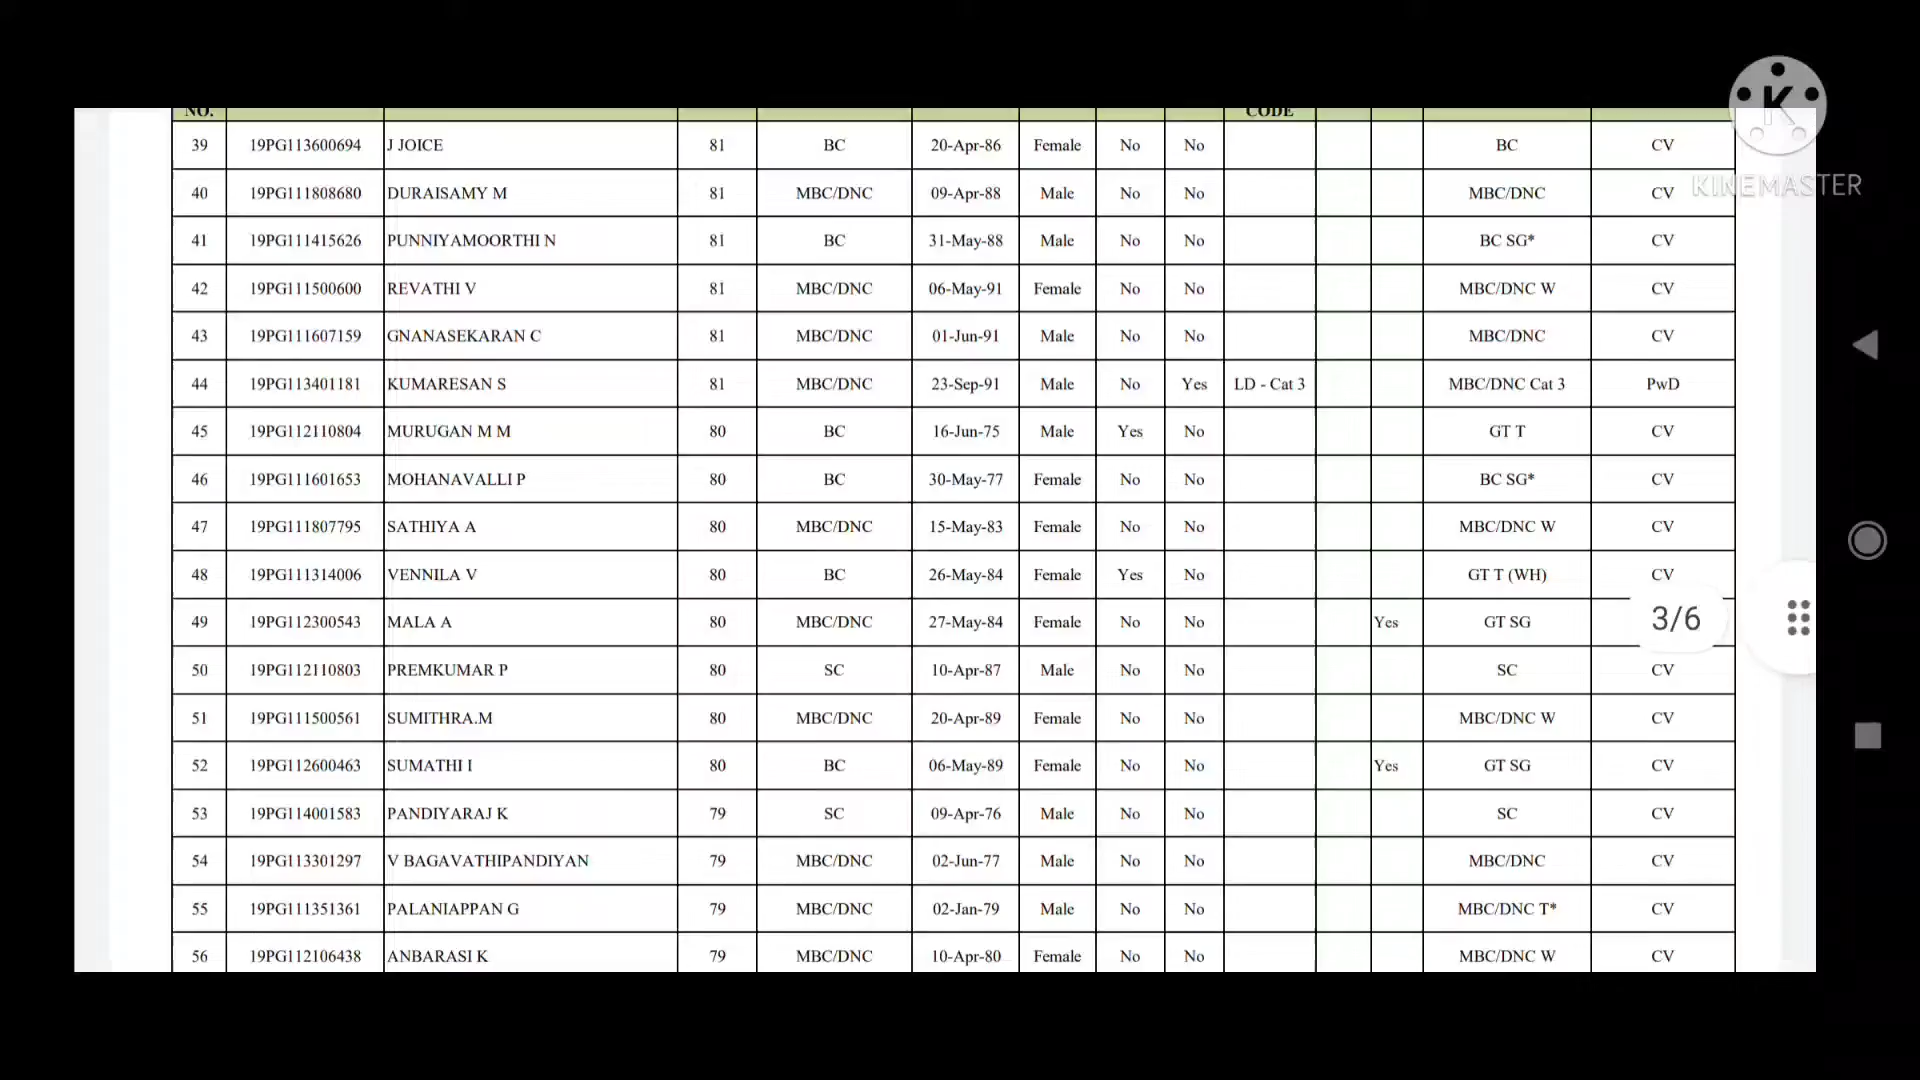 NO. CODE
39 19PG113600694 J JOICE 81 BC 20-Apr-86 Female No No BC CV
40 19PG111808680 DURAISAMY M 81 MBC/DNC 09-Apr-88 Male No No MBC/DNC CV
41 19PG111415626 PUNNIYAMOORTHI N 81 BC 31-May-88 Male No No BC SG* CV
42 19PG111500600 REVATHI V 81 MBC/DNC 06-May-91 Female No No MBC/DNC W CV
43 19PG111607159 GNANASEKARAN C 81 MBC/DNC 01-Jun-91 Male No No MBC/DNC CV
44 19PG113401181 KUMARESAN S 81 MBC/DNC 23-Sep-91 Male No Yes LD - Cat 3 MBC/DNC Cat 3 PwD
45 19PG112110804 MURUGAN M M 80 BC 16-Jun-75 Male Yes No GT T CV
46 19PG111601653 MOHANAVALLI P 80 BC 30-May-77 Female No No BC SG* CV
47 19PG111807795 SATHIYA A 80 MBC/DNC 15-May-83 Female No No MBC/DNC W CV
48 19PG111314006 VENNILA V 80 BC 26-May-84 Female Yes No GT T (WH) CV
49 19PG112300543 MALA A 80 MBC/DNC 27-May-84 Female No No Yes GT SG
50 19PG112110803 PREMKUMAR P 80 SC 10-Apr-87 Male No No SC CV
51 19PG111500561 SUMITHRA.M 80 MBC/DNC 20-Apr-89 Female No No MBC/DNC W CV
52 19PG112600463 SUMATHI I 80 BC 06-May-89 Female No No Yes GT SG CV
53 19PG114001583 PANDIYARAJ K 79 SC 09-Apr-76 Male No No SC CV
54 19PG113301297 V BAGAVATHIPANDIYAN 79 MBC/DNC 02-Jun-77 Male No No MBC/DNC CV
55 19PG111351361 PALANIAPPAN G 79 MBC/DNC 02-Jan-79 Male No No MBC/DNC T* CV
56 19PG112106438 ANBARASI K 79 MBC/DNC 10-Apr-80 Female No No MBC/DNC W CV
3/6
K
KINEMASTER